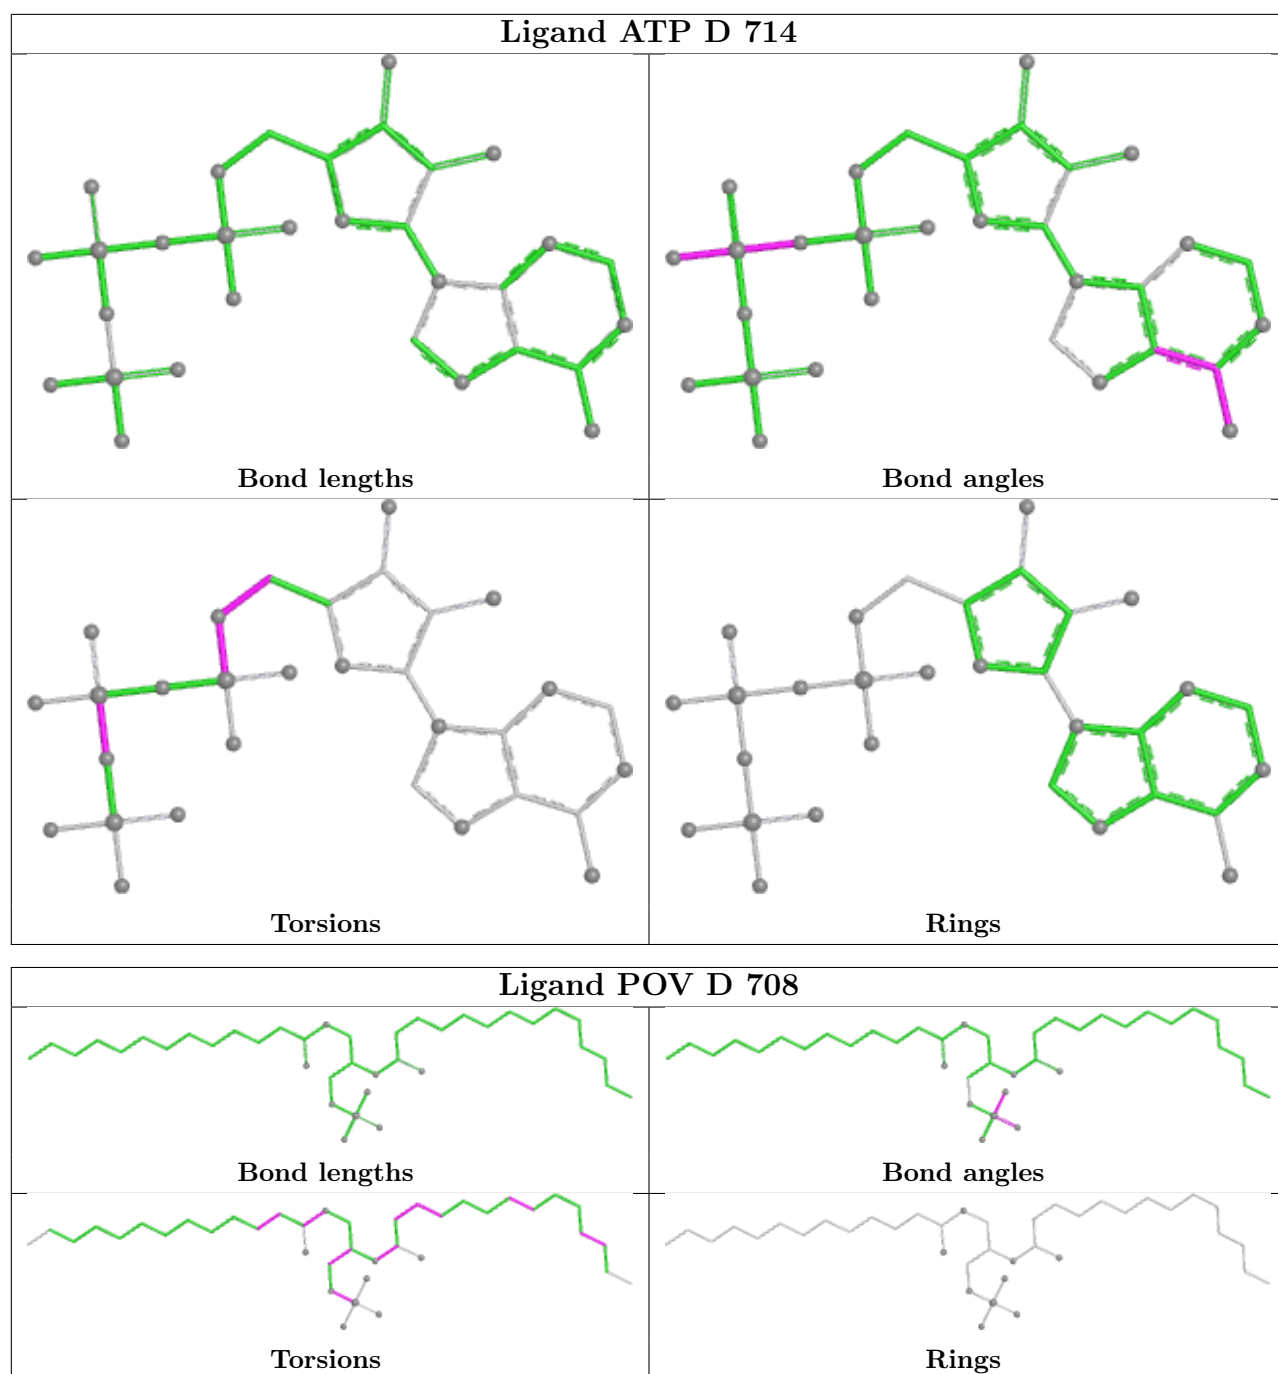 Ligand ATP D 714
Bond lengths
Bond angles
Torsions
Rings
Ligand POV D 708
Bond lengths
Bond angles
Torsions
Rings